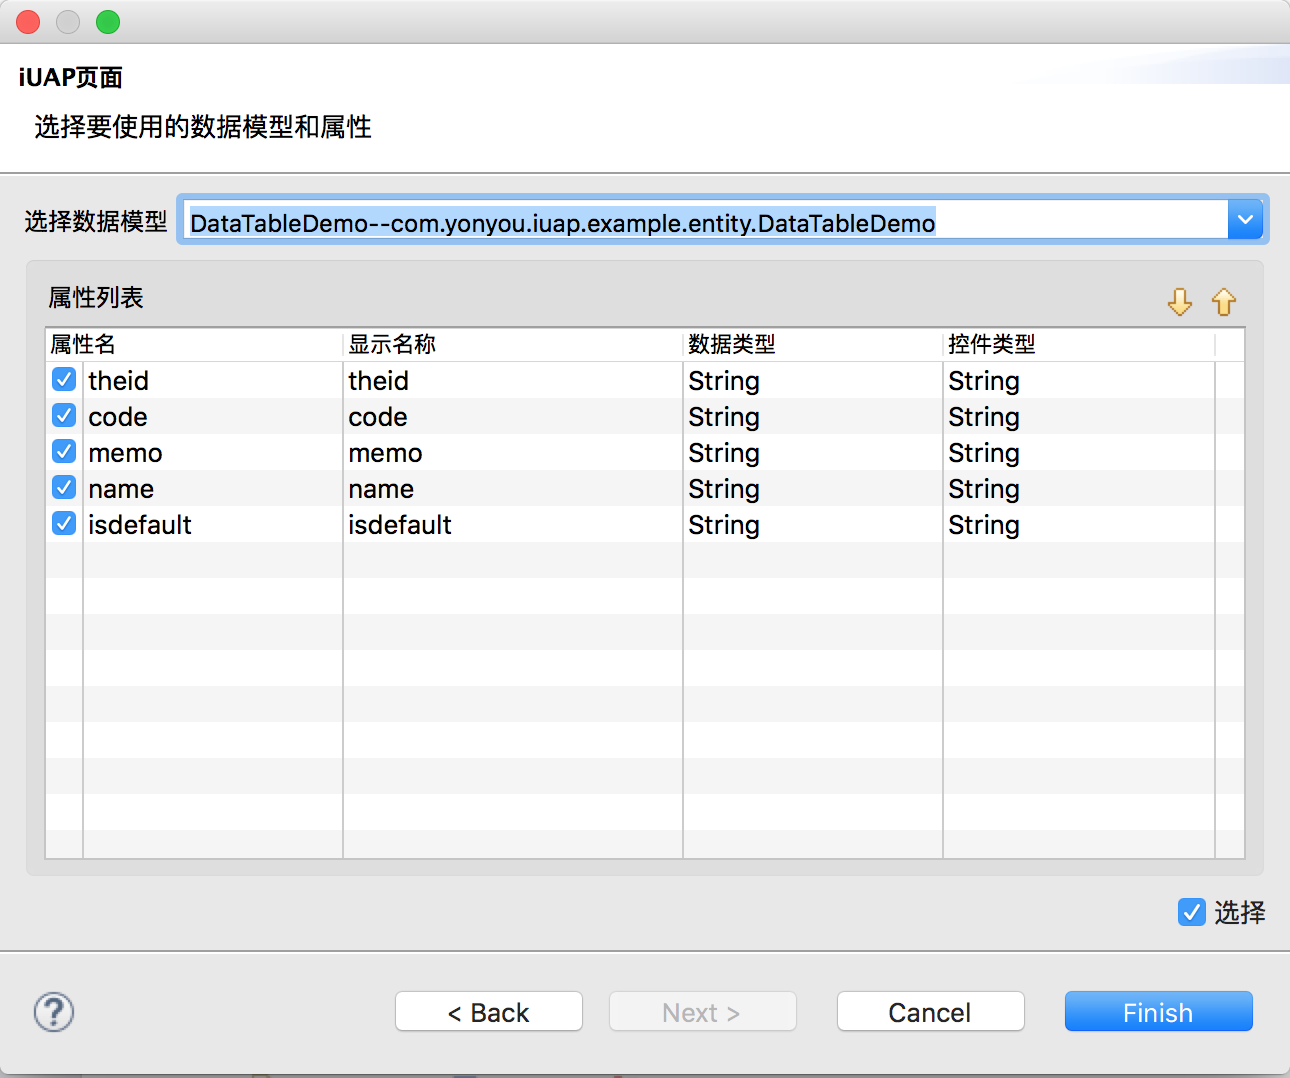 iUAP页面
选择要使用的数据模型和属性
选择数据模型 DataTableDemo--com.yonyou.iuap.example.entity.DataTableDemo
属性列表
属性名 显示名称 数据类型 控件类型
theid theid String String
code code String String
memo memo String String
name name String String
isdefault isdefault String String
选择
? < Back Next > Cancel Finish